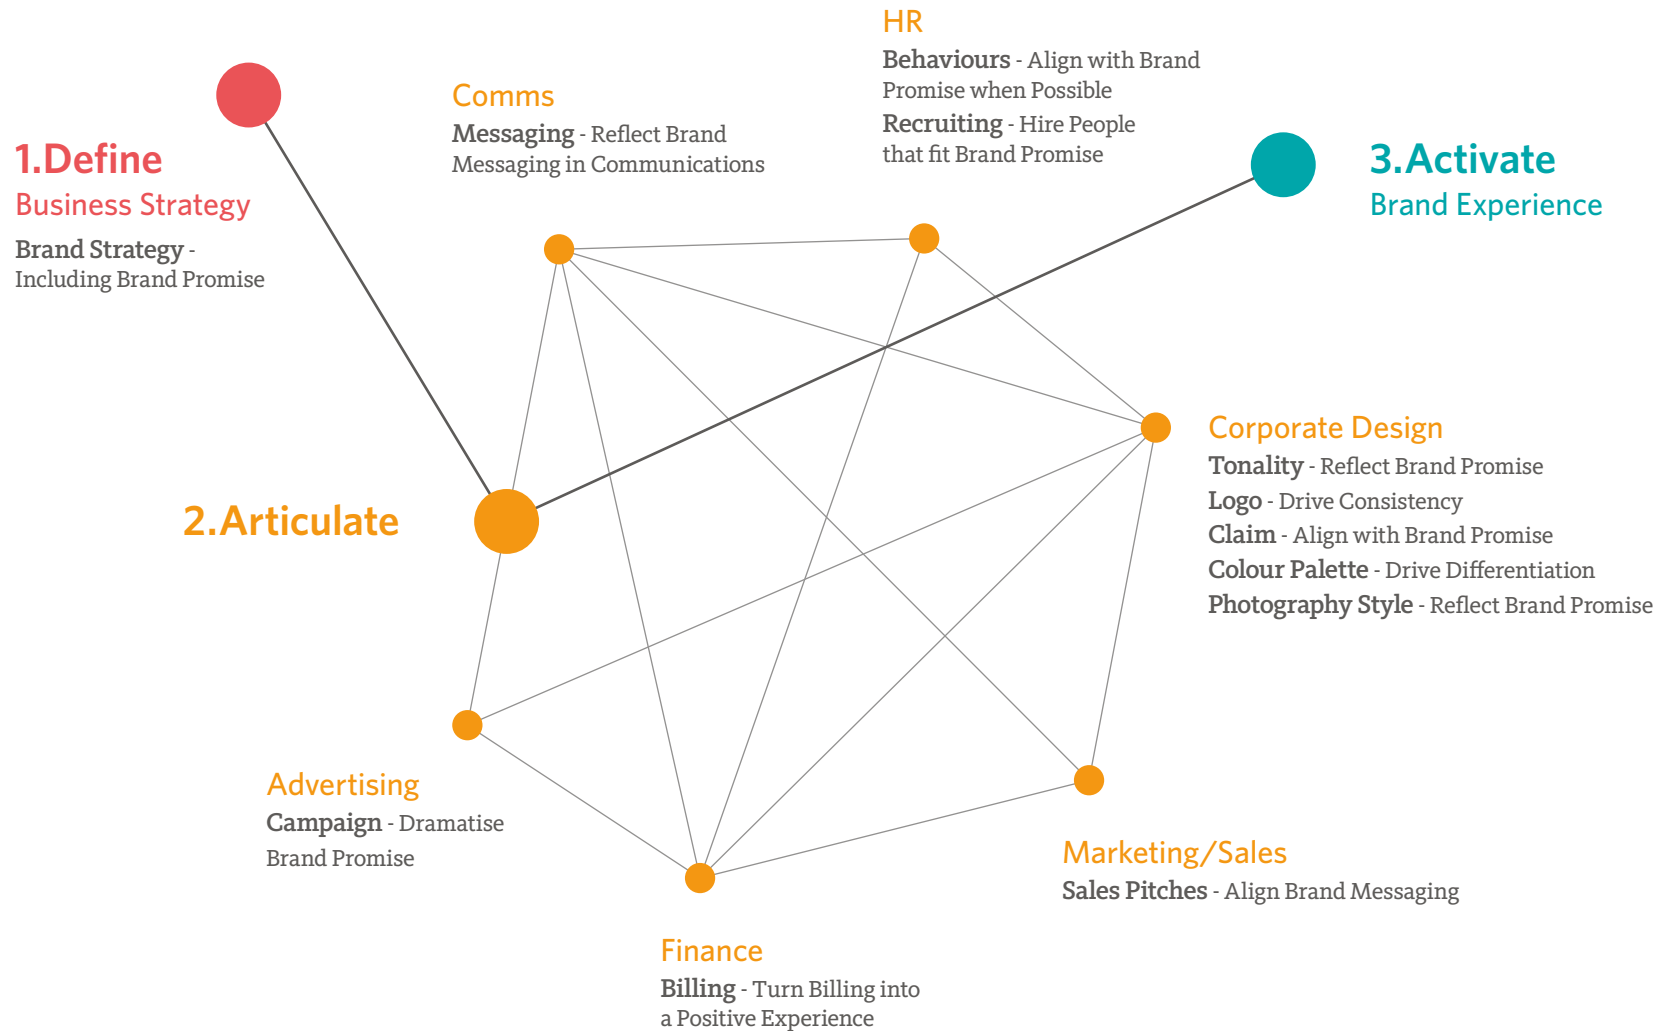 1.Define
Business Strategy
Brand Strategy -
Including Brand Promise
Comms
Messaging - Reflect Brand
Messaging in Communications
HR
Behaviours - Align with Brand
Promise when Possible
Recruiting - Hire People
that fit Brand Promise
3.Activate
Brand Experience
2.Articulate
Corporate Design
Tonality - Reflect Brand Promise
Logo - Drive Consistency
Claim - Align with Brand Promise
Colour Palette - Drive Differentiation
Photography Style - Reflect Brand Promise
Advertising
Campaign - Dramatise
Brand Promise
Marketing/Sales
Sales Pitches - Align Brand Messaging
Finance
Billing - Turn Billing into
a Positive Experience